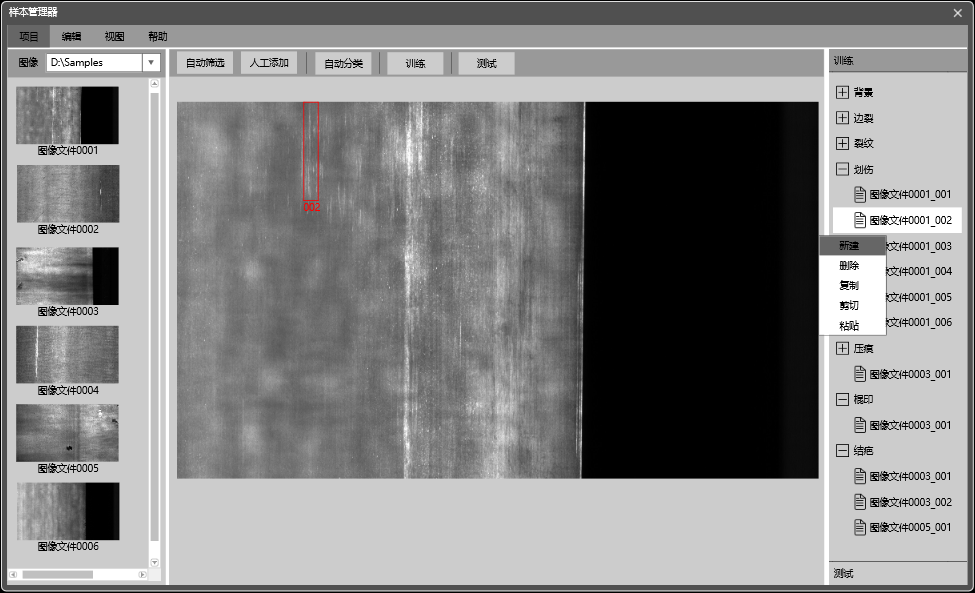 样本管理器
项目 编辑 视图 帮助
图像 D:\Samples
自动筛选 人工添加 自动分类 训练 测试
图像文件0001
图像文件0002
图像文件0003
图像文件0004
图像文件0005
图像文件0006
002
训练
背景
边裂
裂纹
划伤
图像文件0001_001
图像文件0001_002
像文件0001_003
像文件0001_004
像文件0001_005
像文件0001_006
新建
删除
复制
剪切
粘贴
压痕
图像文件0003_001
棍印
图像文件0003_001
结疤
图像文件0003_001
图像文件0003_002
图像文件0005_001
测试